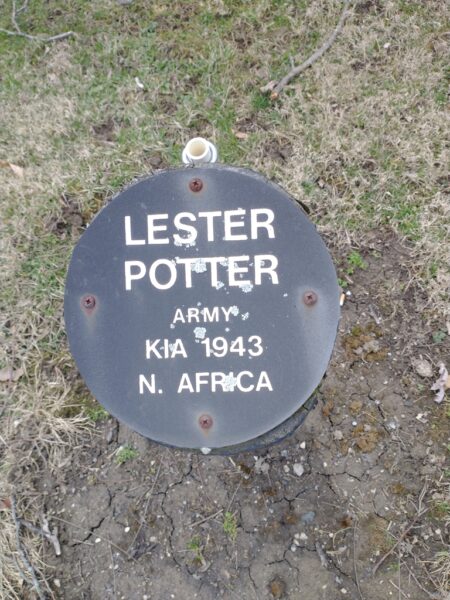 LESTER
POTTER
ARMY
KIA 1943
N. AFRICA